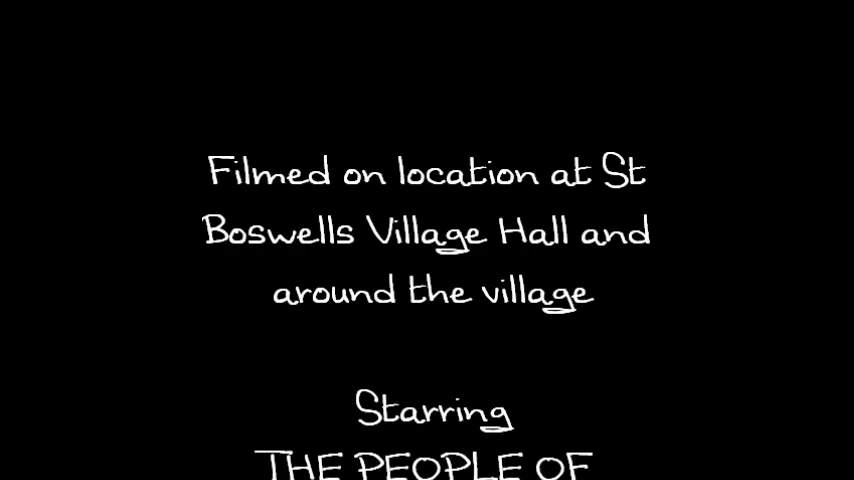 Filmed on location at St
Boswells Village Hall and
around the village
Starring
THE PEOPLE OF